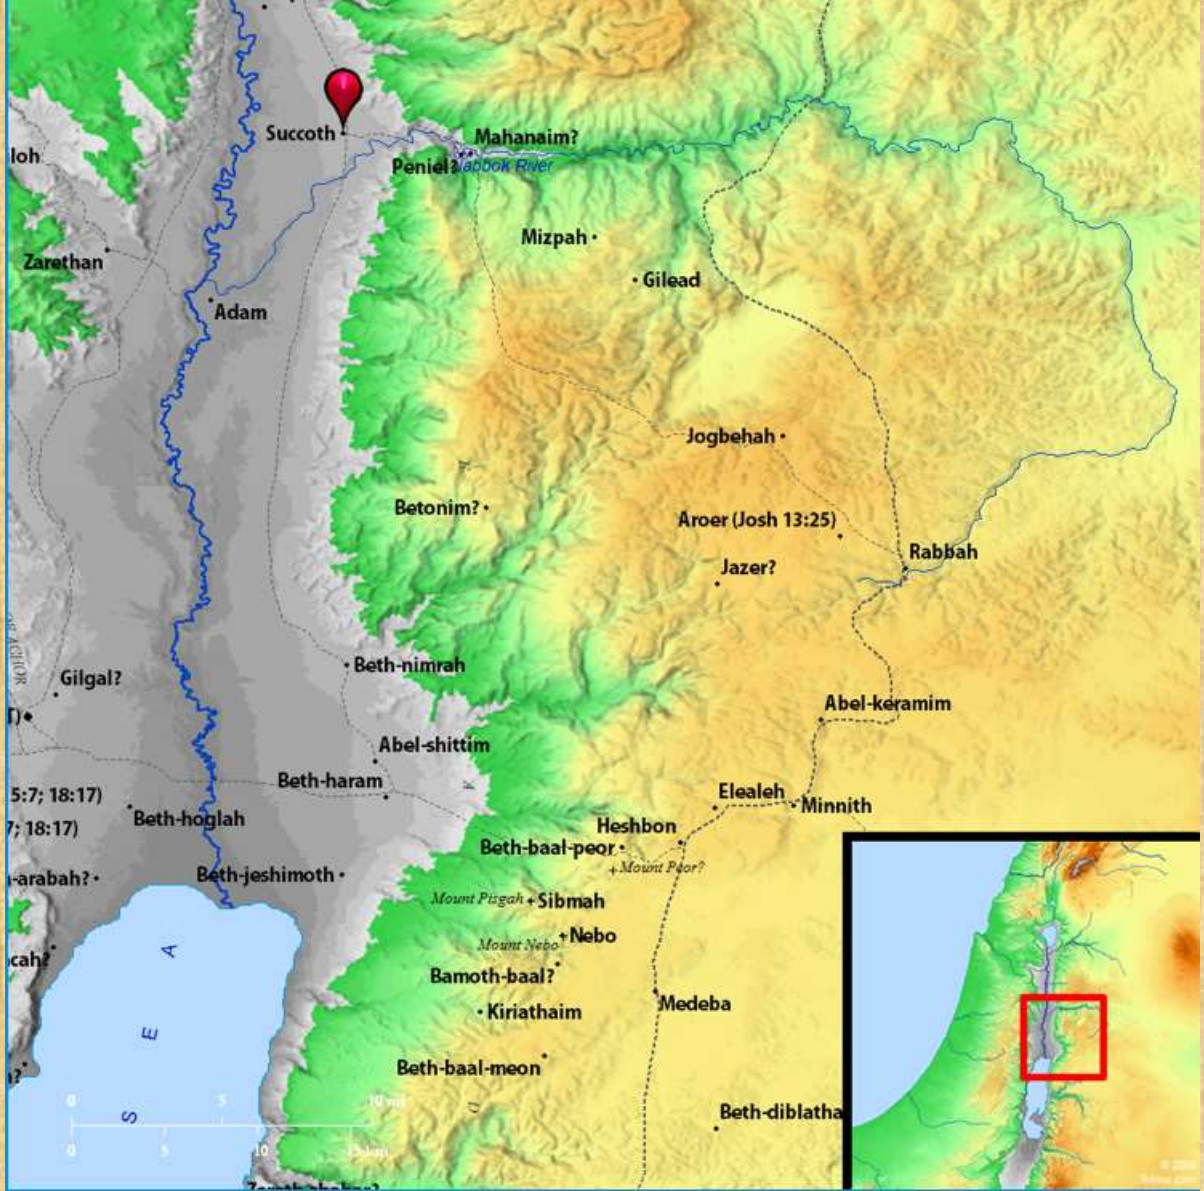 Succoth
Mahanaim?
loh
Peniel?
Jabbok River
Mizpah
Zarethan
Gilead
Adam
Jogbehah
Betonim?
Aroer (Josh 13:25)
Rabbah
Jazer?
Beth-nimrah
Gilgal?
Abel-keramim
Abel-shittim
Beth-haram
Elealeh
Minnith
5:7; 18:17)
Beth-hoglah
7; 18:17)
Heshbon
Beth-baal-peor
Mount Peor?
-arabah?
Beth-jeshimoth
Mount Pisgah
Sibmah
Nebo
Mount Nebo
cah?
Bamoth-baal?
Medeba
Kiriathaim
Beth-baal-meon
Beth-diblatha
S E A
0 5 10 mi
0 5 10 15 km